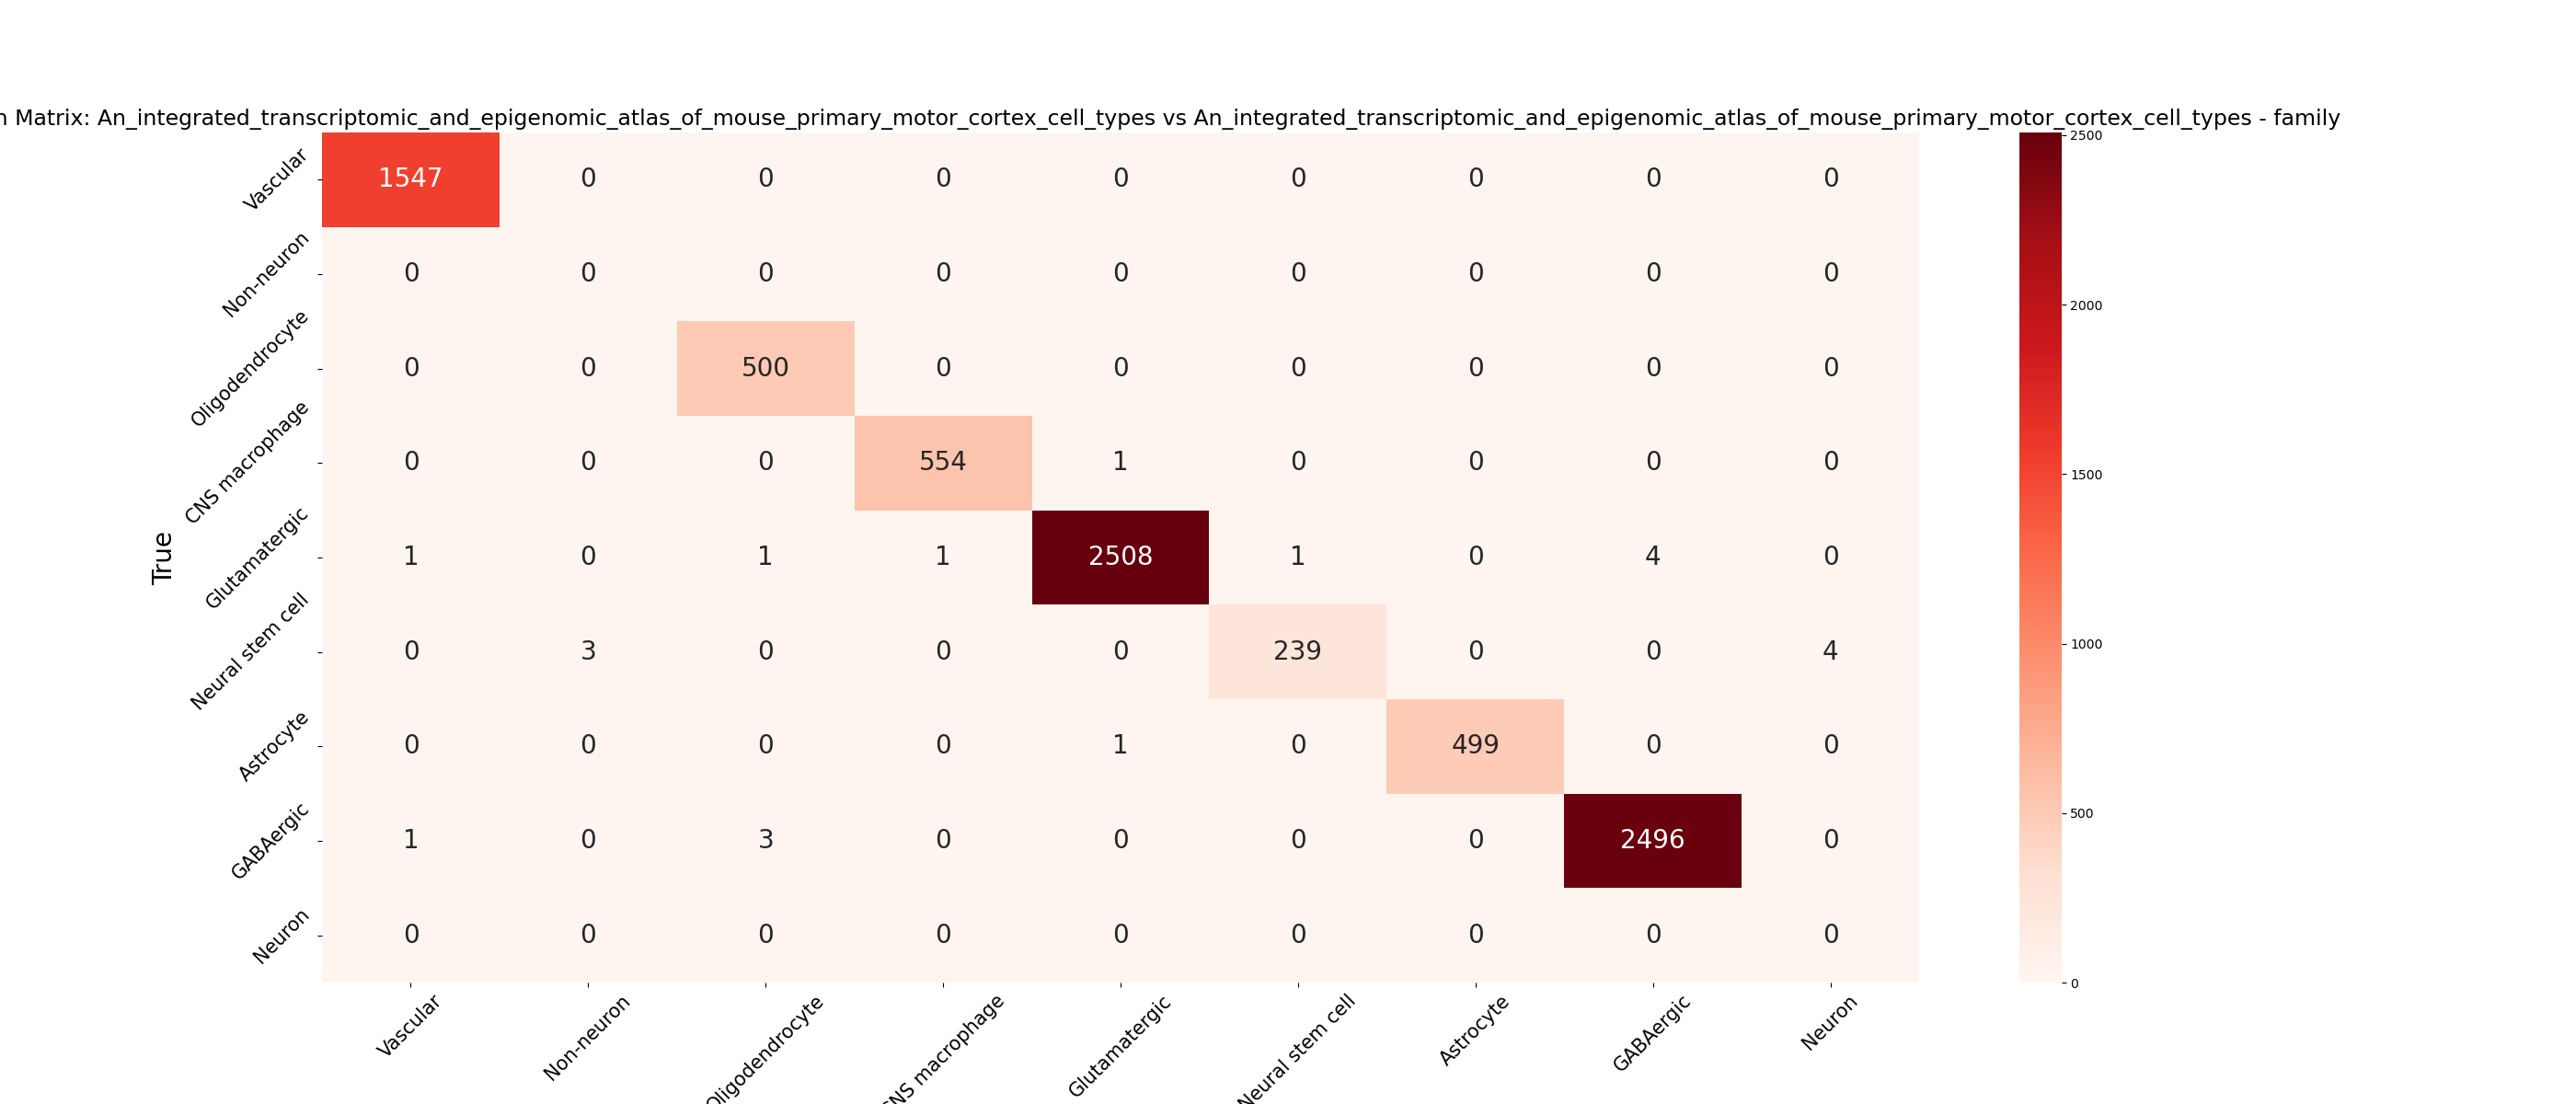 Matrix: An_integrated_transcriptomic_and_epigenomic_atlas_of_mouse_primary_motor_cortex_cell_types vs An_integrated_transcriptomic_and_epigenomic_atlas_of_mouse_primary_motor_cortex_cell_types - family
Vascular 1547 0 0 0 0 0 0 0 0
Non-neuron 0 0 0 0 0 0 0 0 0
Oligodendrocyte 0 0 500 0 0 0 0 0 0
CNS macrophage 0 0 0 554 1 0 0 0 0
Glutamatergic 1 0 1 1 2508 1 0 4 0
Neural stem cell 0 3 0 0 0 239 0 0 4
Astrocyte 0 0 0 0 1 0 499 0 0
GABAergic 1 0 3 0 0 0 0 2496 0
Neuron 0 0 0 0 0 0 0 0 0
True
Vascular Non-neuron Oligodendrocyte CNS macrophage Glutamatergic Neural stem cell Astrocyte GABAergic Neuron
2500
2000
1500
1000
500
0